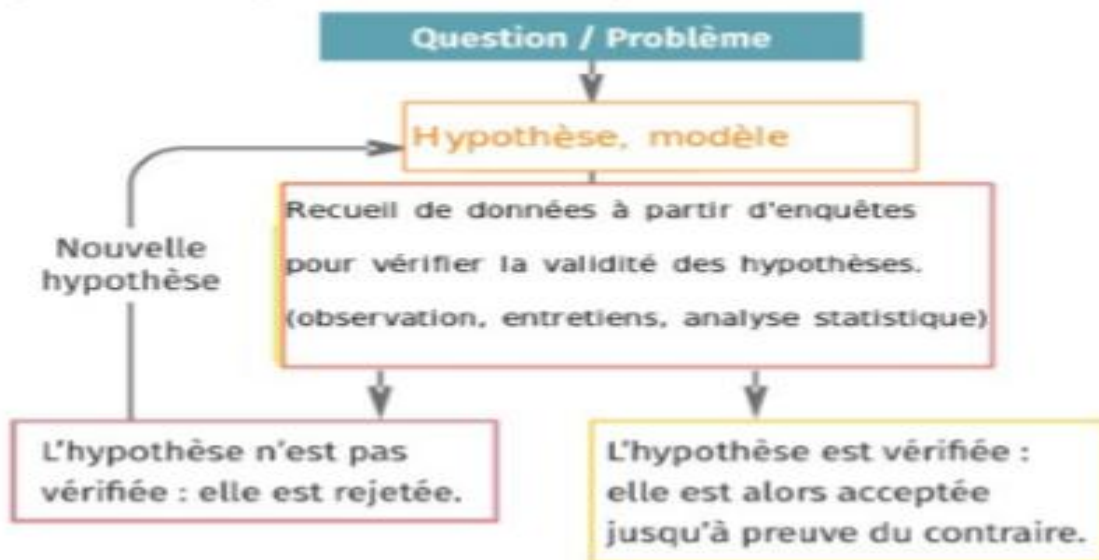 Question / Problème
Hypothèse, modèle
Recueil de données à partir d'enquêtes
pour vérifier la validité des hypothèses.
(observation, entretiens, analyse statistique)
Nouvelle
hypothèse
L'hypothèse n'est pas
vérifiée : elle est rejetée.
L'hypothèse est vérifiée :
elle est alors acceptée
jusqu'à preuve du contraire.